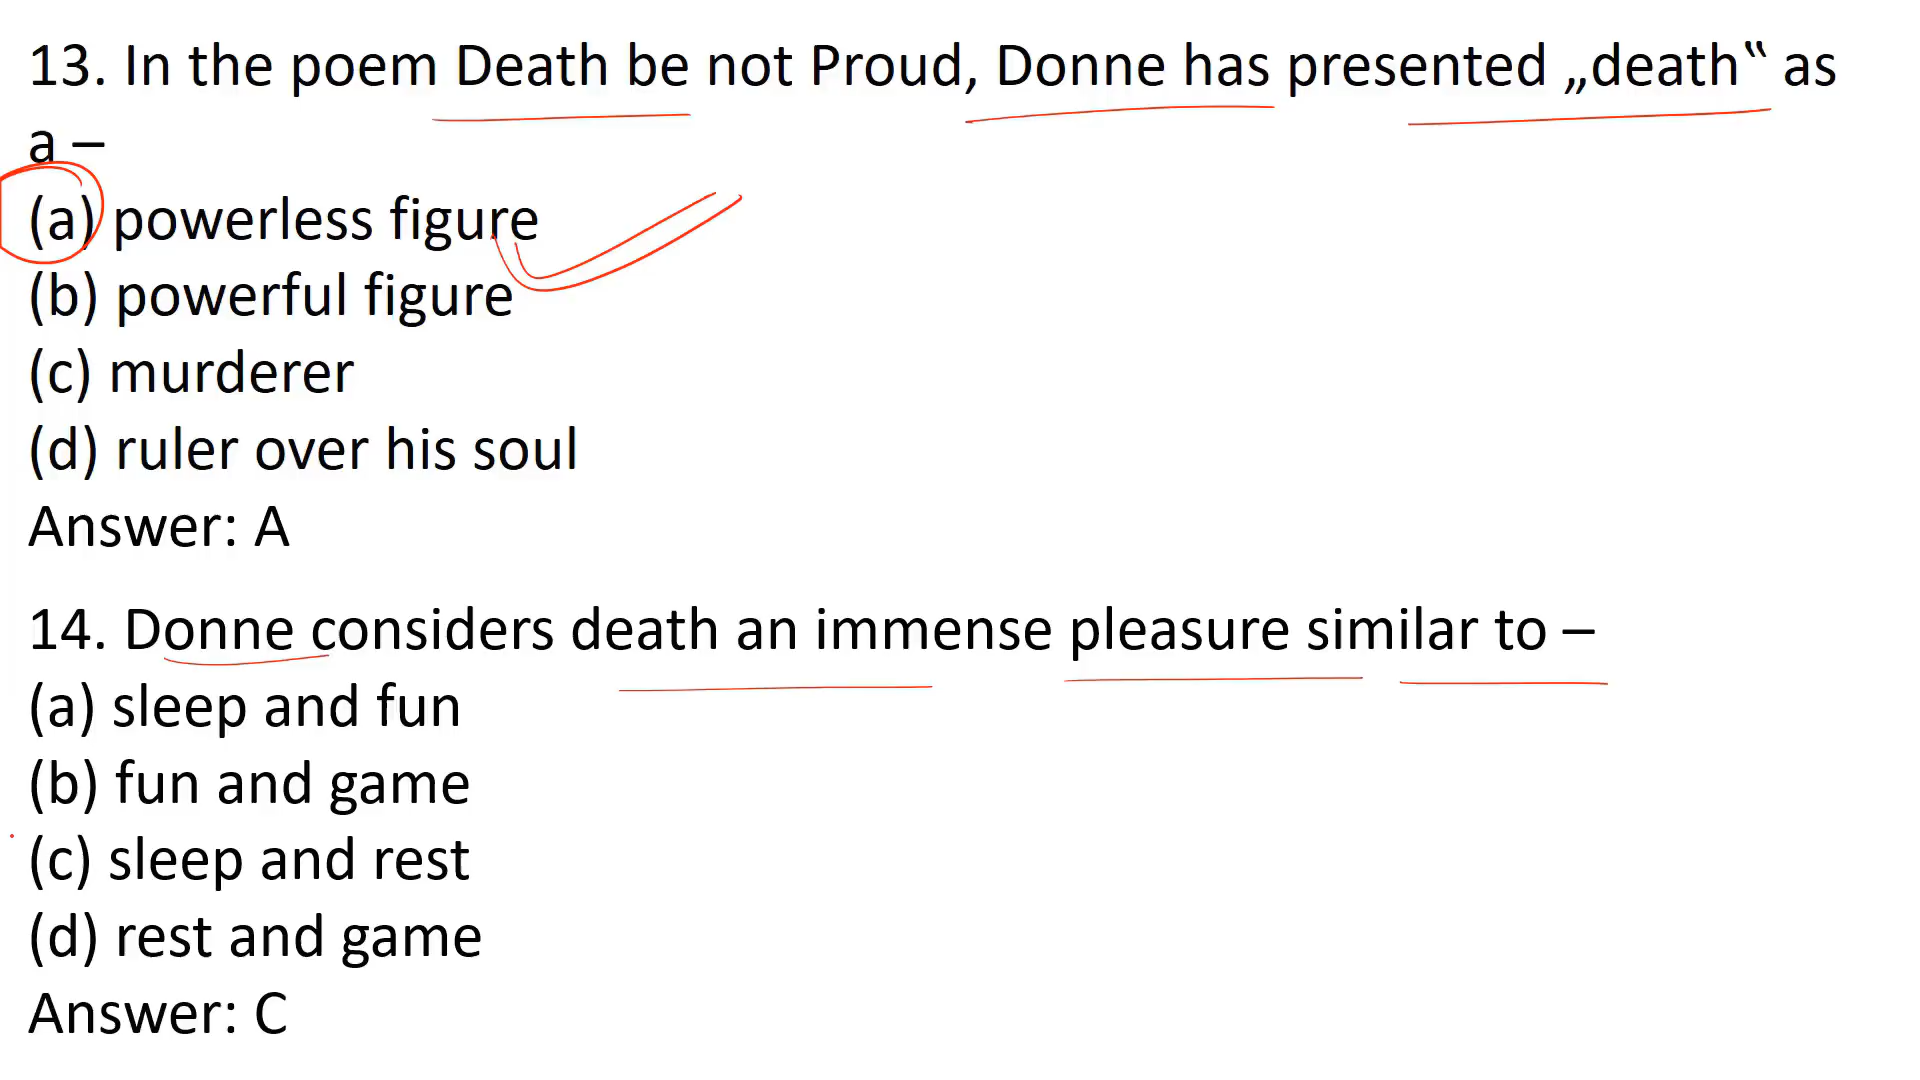 13. In the poem Death be not Proud, Donne has presented „death‟ as
a –
(a) powerless figure
(b) powerful figure
(c) murderer
(d) ruler over his soul
Answer: A
14. Donne considers death an immense pleasure similar to –
(a) sleep and fun
(b) fun and game
(c) sleep and rest
(d) rest and game
Answer: C